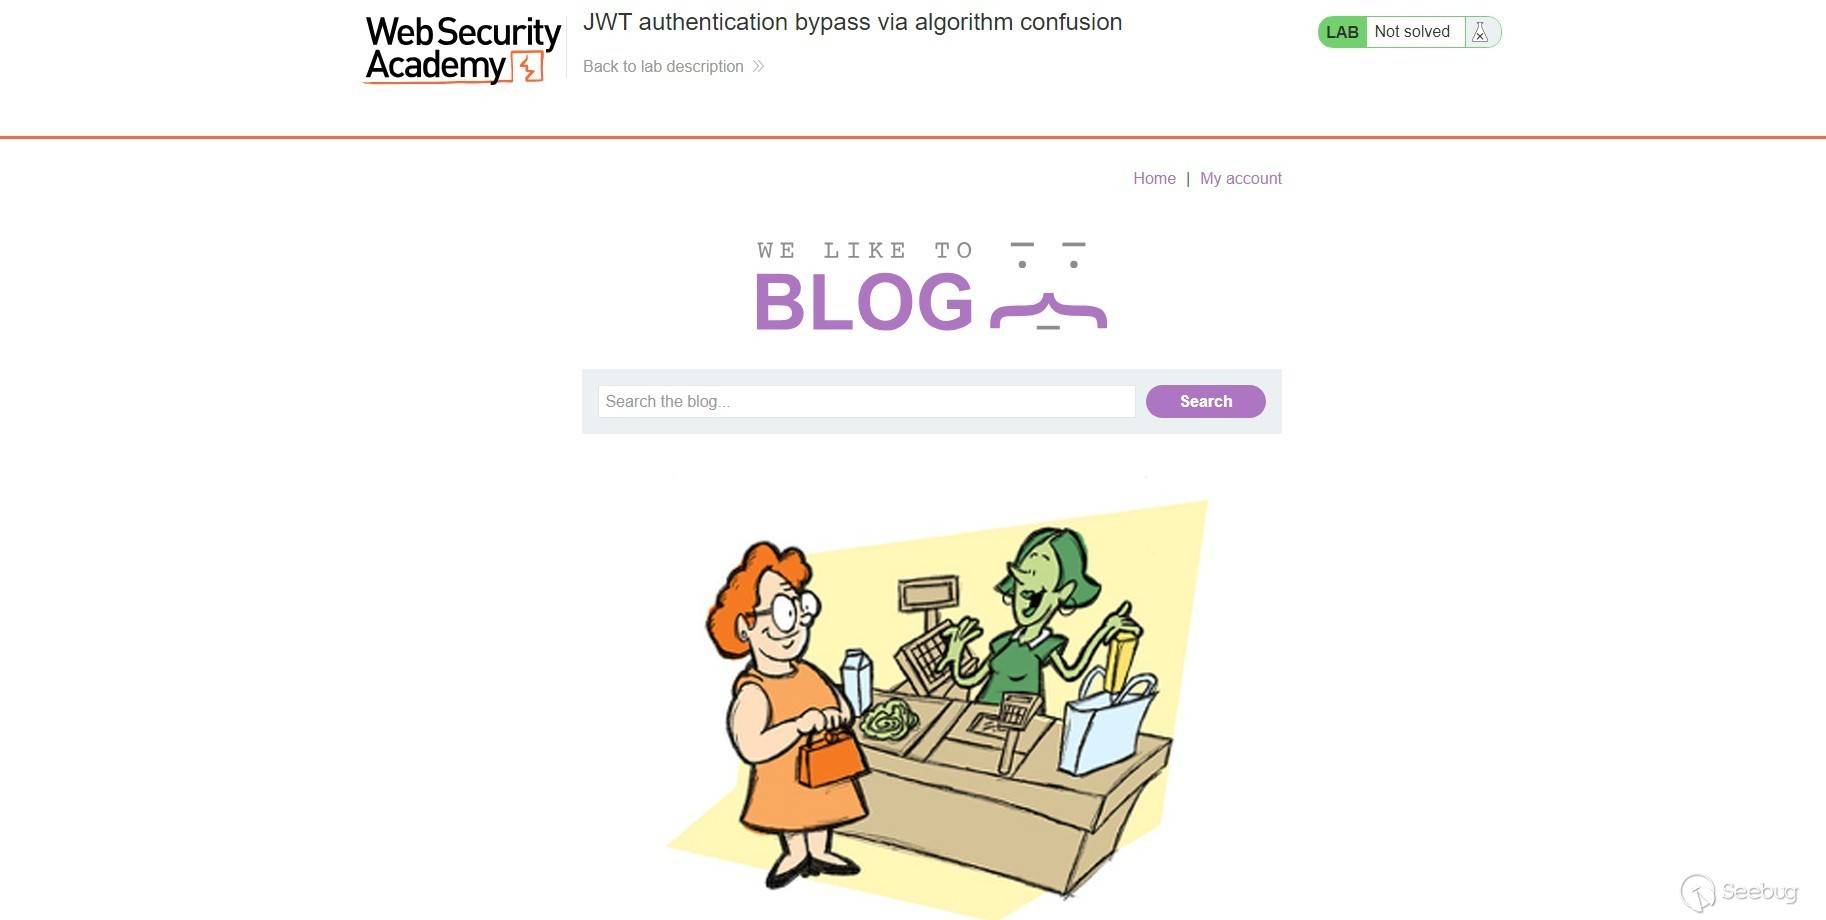 Web Security
Academy
JWT authentication bypass via algorithm confusion
Back to lab description
LAB Not solved
Home | My account
WE LIKE TO
BLOG
Search the blog...
Search
Seebug